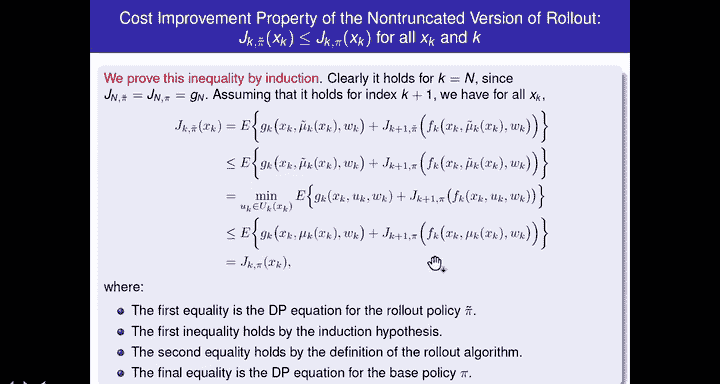 Cost Improvement Property of the Nontruncated Version of Rollout:
J_{k,π̃}(x_k) ≤ J_{k,π}(x_k) for all x_k and k
We prove this inequality by induction. Clearly it holds for k = N, since
J_{N,π̃} = J_{N,π} = g_N. Assuming that it holds for index k + 1, we have for all x_k,
J_{k,π̃}(x_k) = E{g_k(x_k, μ̃_k(x_k), w_k) + J_{k+1,π̃}(f_k(x_k, μ̃_k(x_k), w_k))}
≤ E{g_k(x_k, μ̃_k(x_k), w_k) + J_{k+1,π}(f_k(x_k, μ̃_k(x_k), w_k))}
= min_{u_k∈U_k(x_k)} E{g_k(x_k, u_k, w_k) + J_{k+1,π}(f_k(x_k, u_k, w_k))}
≤ E{g_k(x_k, μ_k(x_k), w_k) + J_{k+1,π}(f_k(x_k, μ_k(x_k), w_k))}
= J_{k,π}(x_k),
where:
The first equality is the DP equation for the rollout policy π̃.
The first inequality holds by the induction hypothesis.
The second equality holds by the definition of the rollout algorithm.
The final equality is the DP equation for the base policy π.